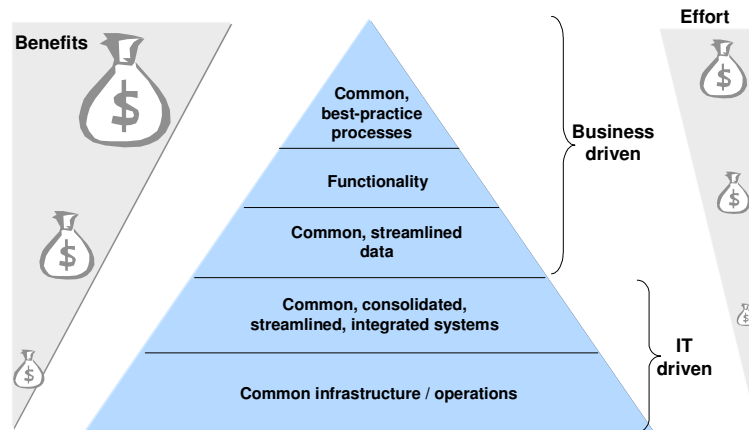 Benefits
$
$
$
Common,
best-practice
processes
Functionality
Common, streamlined
data
Common, consolidated,
streamlined, integrated systems
Common infrastructure / operations
Business
driven
IT
driven
Effort
$
$
$